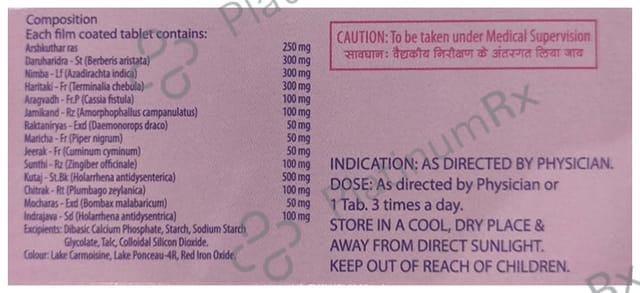 Composition
Each film coated tablet contains:
Arshkuthar ras 250 mg
Daruharidra - St (Berberis aristata) 300 mg
Nimba - Lf (Azadirachta indica) 300 mg
Haritaki - Fr (Terminalia chebula) 300 mg
Aragvadh - Fr.P (Cassia fistula) 100 mg
Jamikand - Rz (Amorphophallus campanulatus) 100 mg
Raktaniryas - Exd (Daemonorops draco) 50 mg
Maricha - Fr (Piper nigrum) 50 mg
Jeerak - Fr (Cuminum cyminum) 50 mg
Sunthi - Rz (Zingiber officinale) 100 mg
Kutaj - St.Bk (Holarrhena antidysenterica) 500 mg
Chitrak - Rt (Plumbago zeylanica) 100 mg
Mocharas - Exd (Bombax malabaricum) 50 mg
Indrajava - Sd (Holarrhena antidysentrica) 100 mg
Excipients: Dibasic Calcium Phosphate, Starch, Sodium Starch
Glycolate, Talc, Colloidal Silicon Dioxide.
Colour: Lake Carmoisine, Lake Ponceau-4R, Red Iron Oxide.
CAUTION: To be taken under Medical Supervision
सावधान: वैद्यकीय निरीक्षण के अंतरगत लिया जाव
INDICATION: AS DIRECTED BY PHYSICIAN.
DOSE: As directed by Physician or
1 Tab. 3 times a day.
STORE IN A COOL, DRY PLACE &
AWAY FROM DIRECT SUNLIGHT.
KEEP OUT OF REACH OF CHILDREN.
PlatinumRx